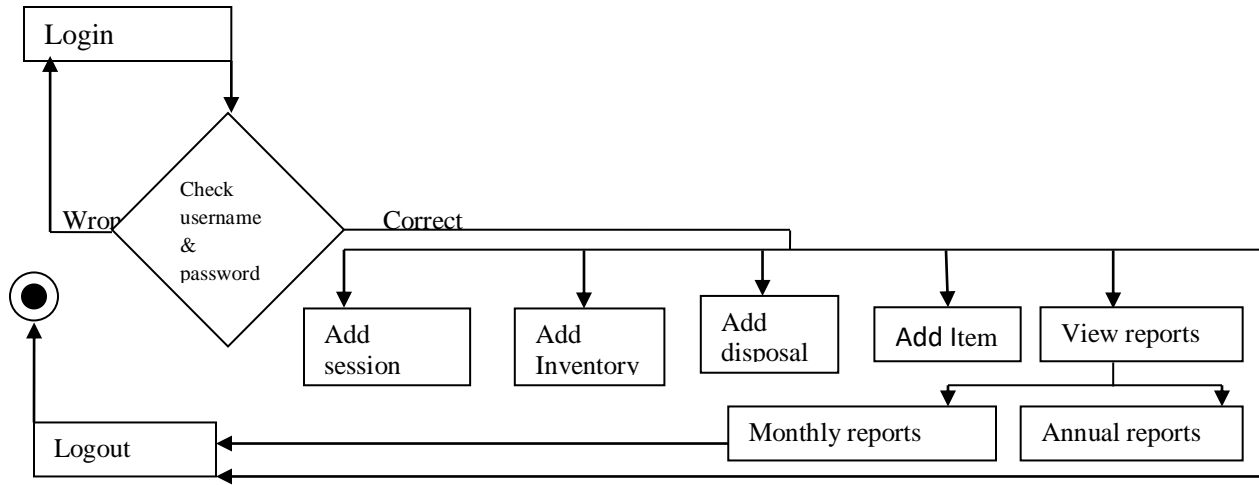 Login
Check
username
&
password
Correct
Add
session
Add
Inventory
Add
disposal
Add Item
View reports
Monthly reports
Annual reports
Logout